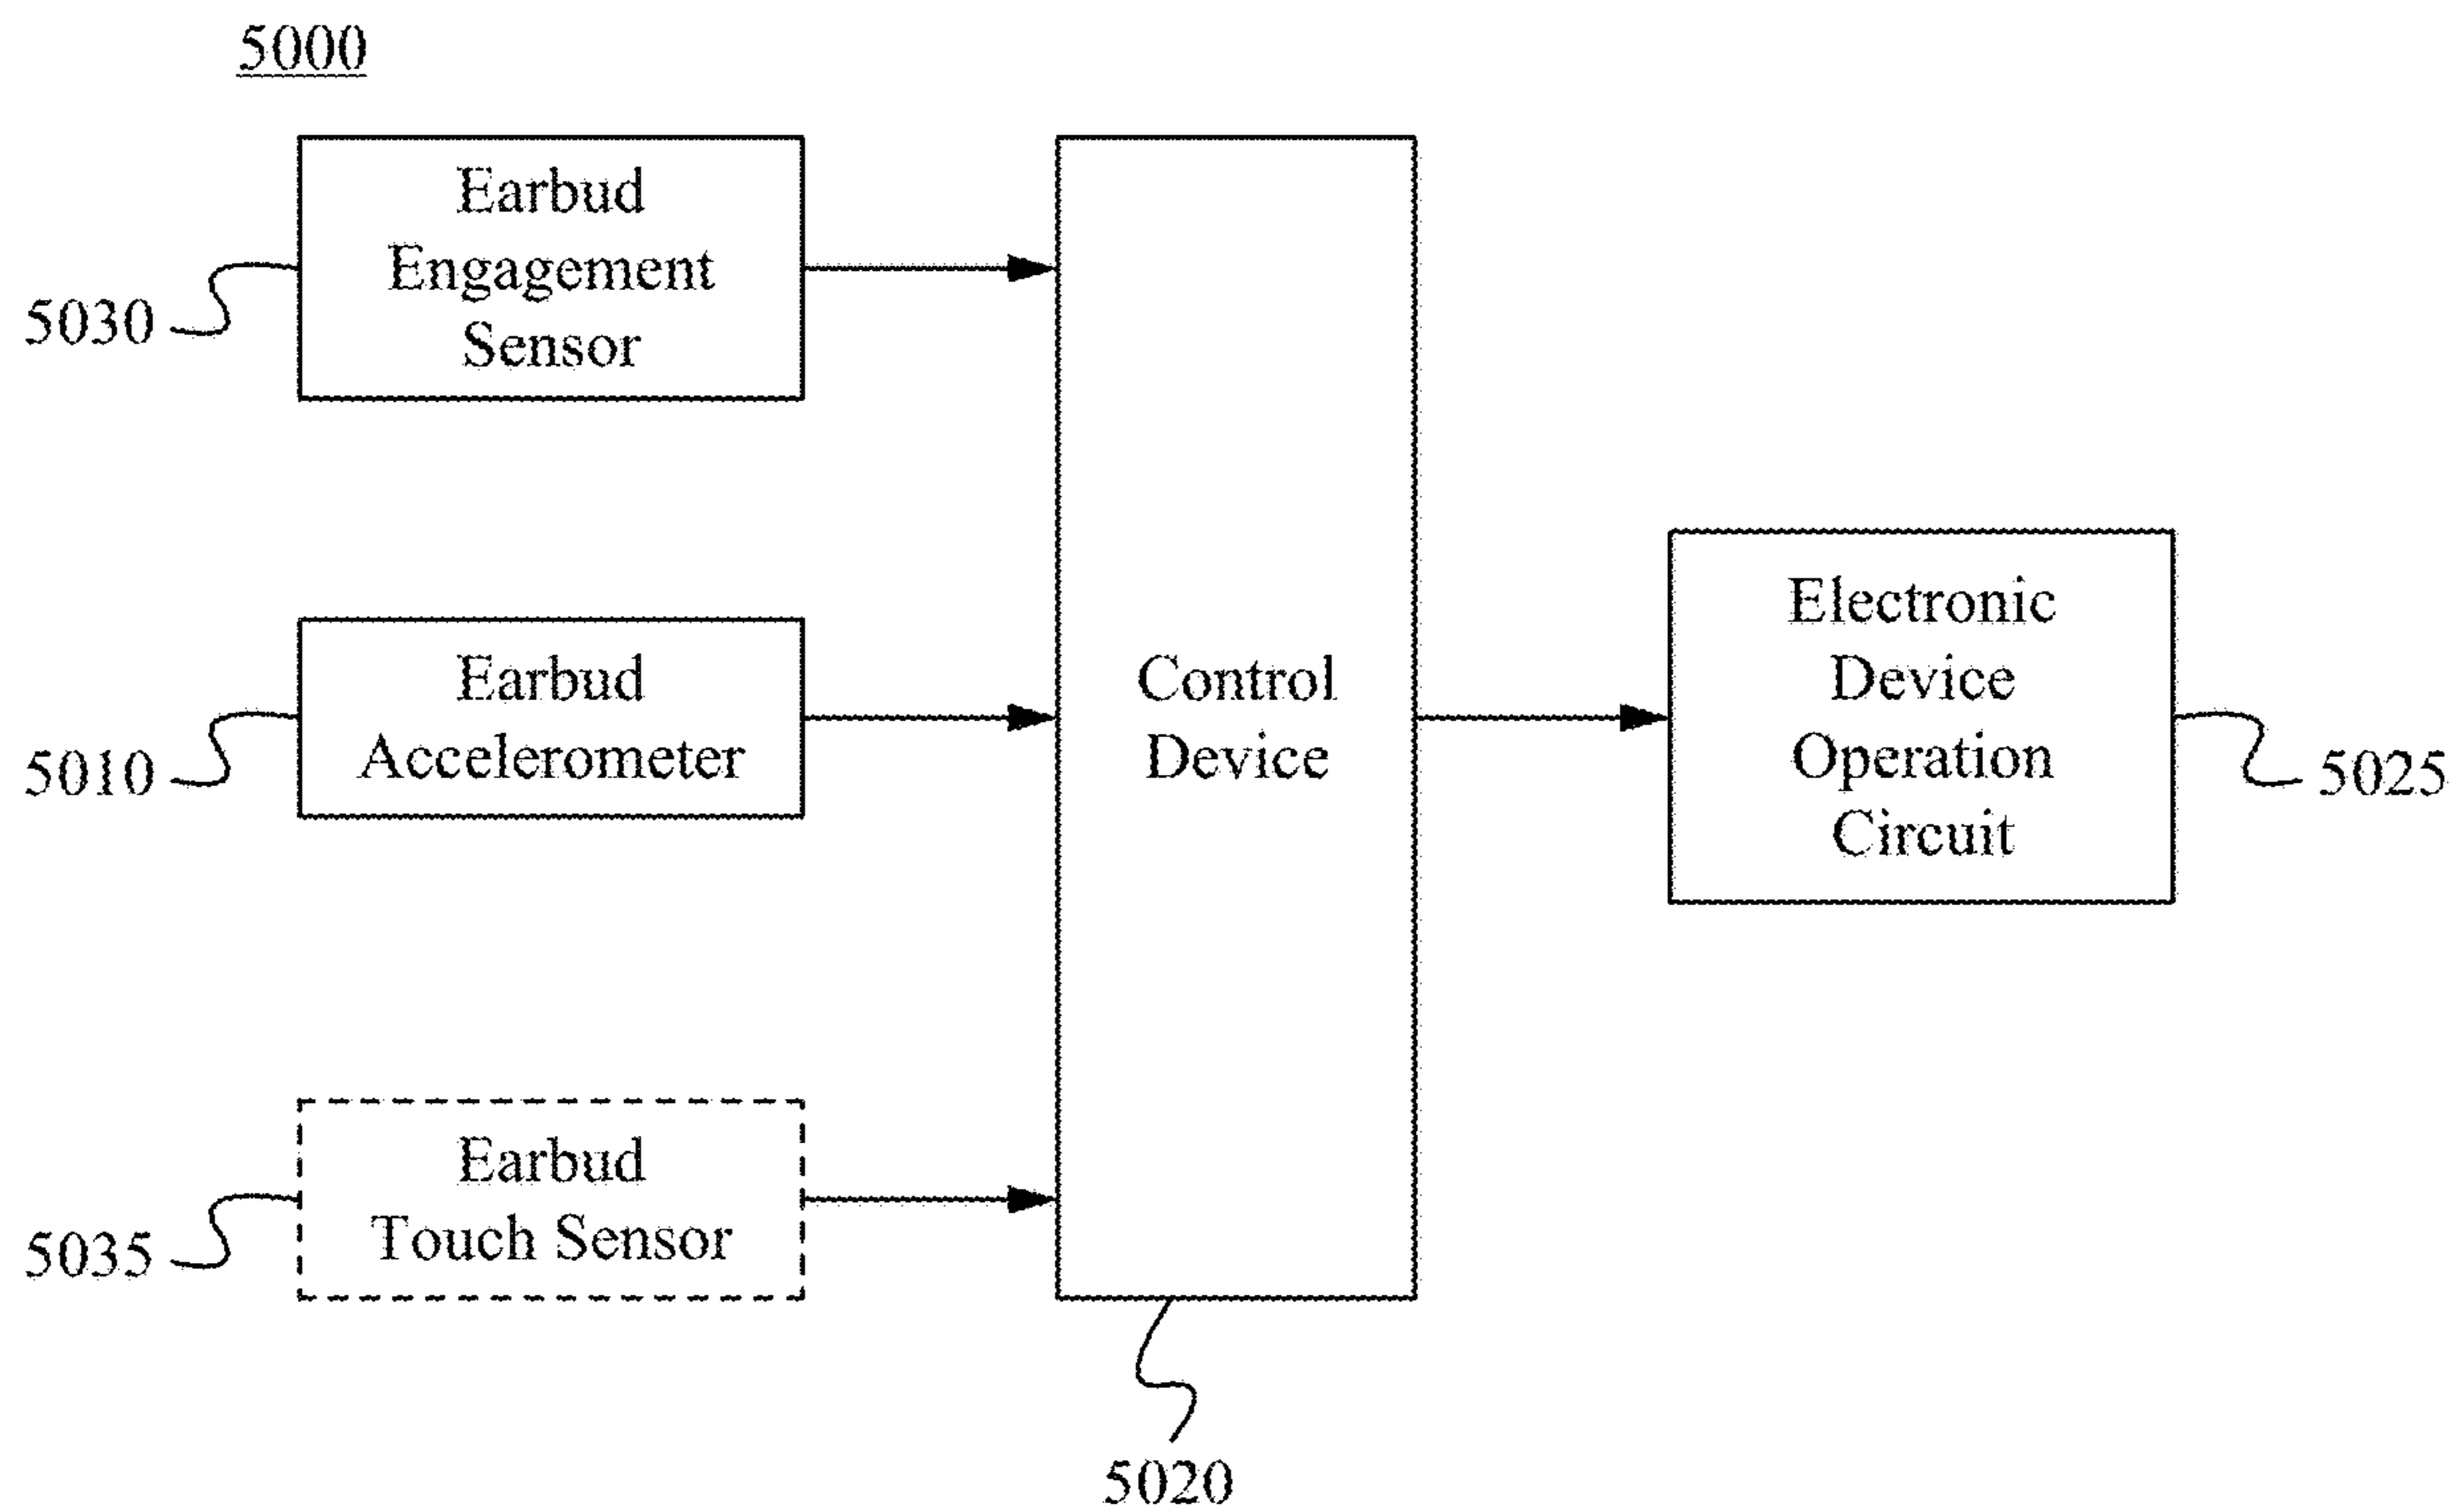 5000
Earbud
Engagement
Sensor
5030
Earbud
Accelerometer
5010
Earbud
Touch Sensor
5035
Control
Device
5020
Electronic
Device
Operation
Circuit
5025